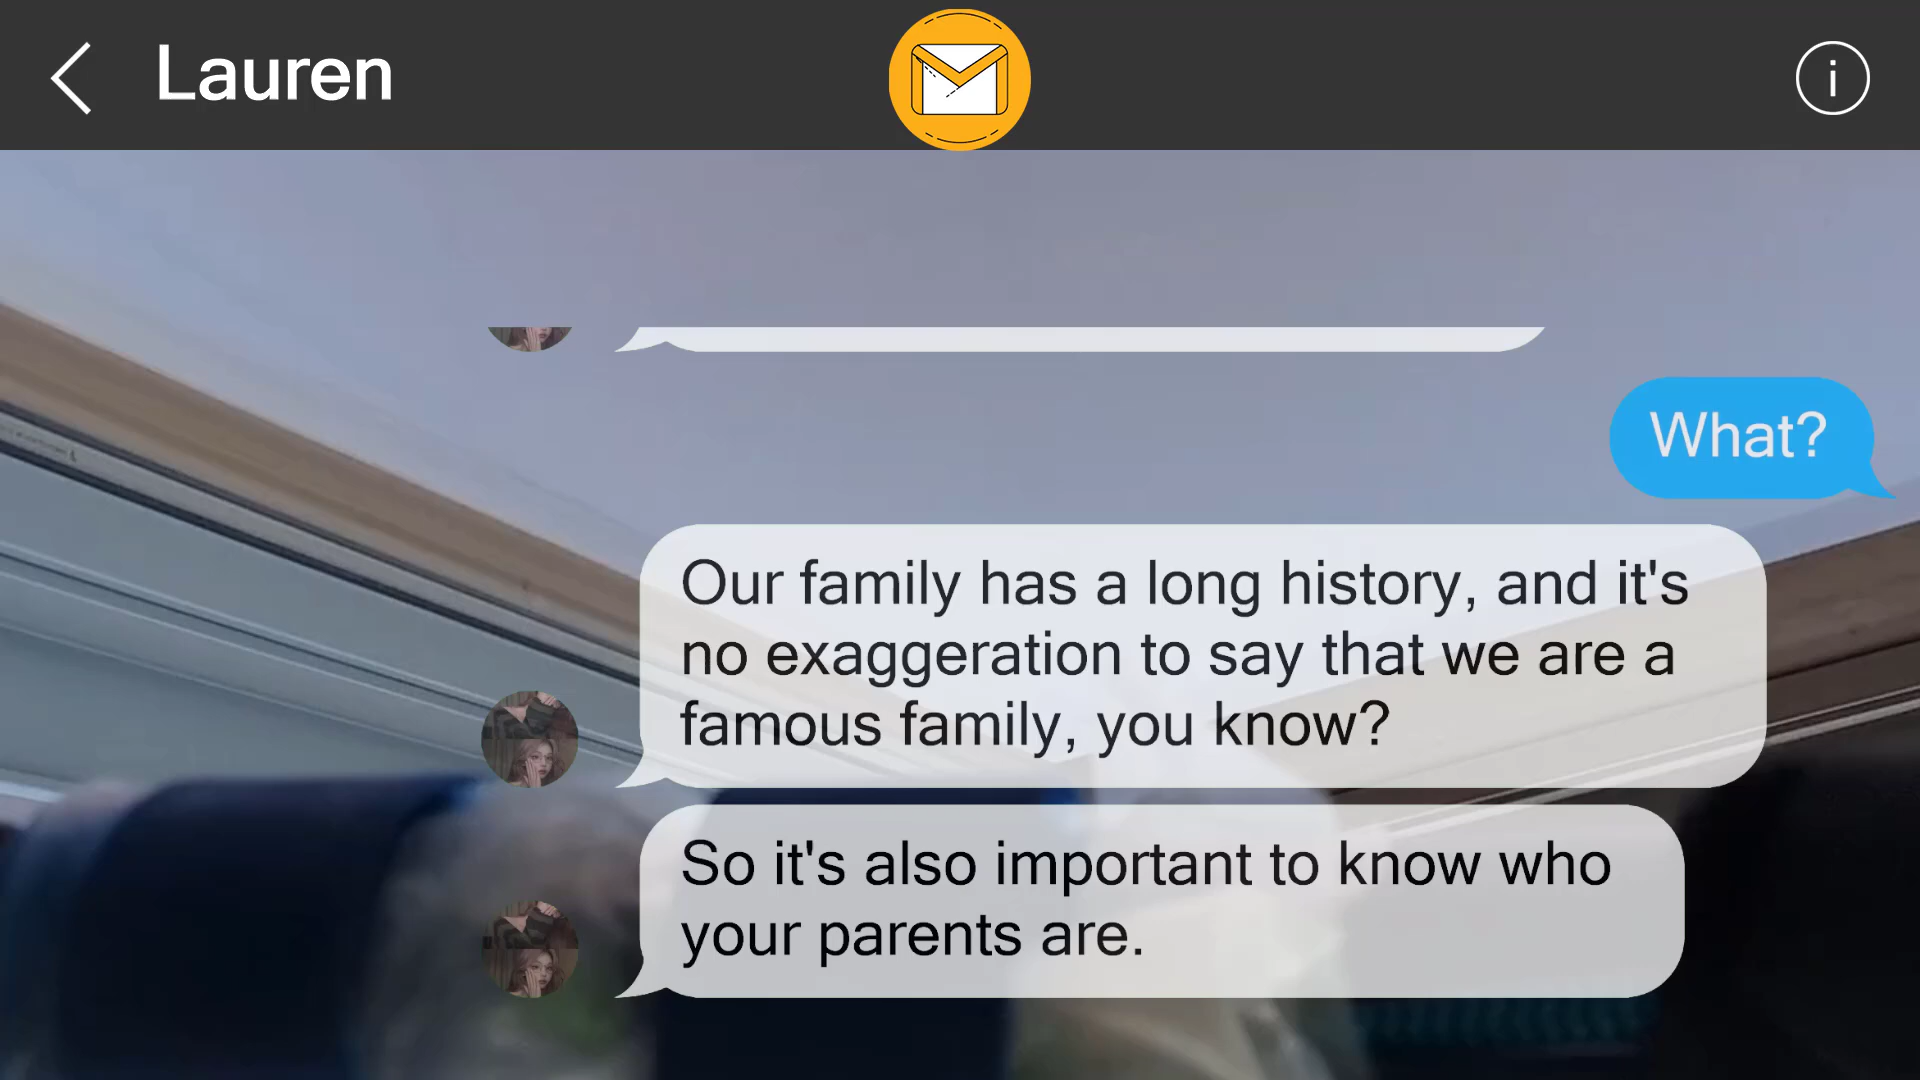 Lauren
What?
Our family has a long history, and it's
no exaggeration to say that we are a
famous family, you know?
So it's also important to know who
your parents are.